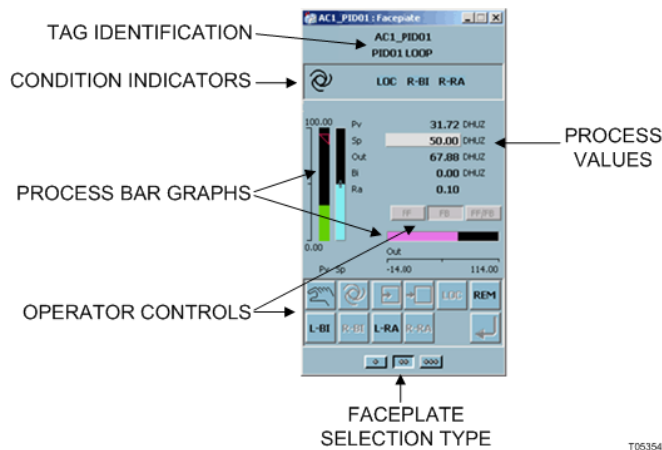 AC1_PID01 : Faceplate
TAG IDENTIFICATION
AC1_PID01
PID01 LOOP
CONDITION INDICATORS
LOC R-BI R-RA
100.00
Pv 31.72 DHUZ
Sp 50.00 DHUZ
Out 67.88 DHUZ
Bi 0.00 DHUZ
Ra 0.10
PROCESS
VALUES
PROCESS BAR GRAPHS
FF FB FF/FB
0.00
Out
Pv Sp
-14.00 114.00
OPERATOR CONTROLS
LOC REM
L-BI R-BI L-RA R-RA
FACEPLATE
SELECTION TYPE
T05354